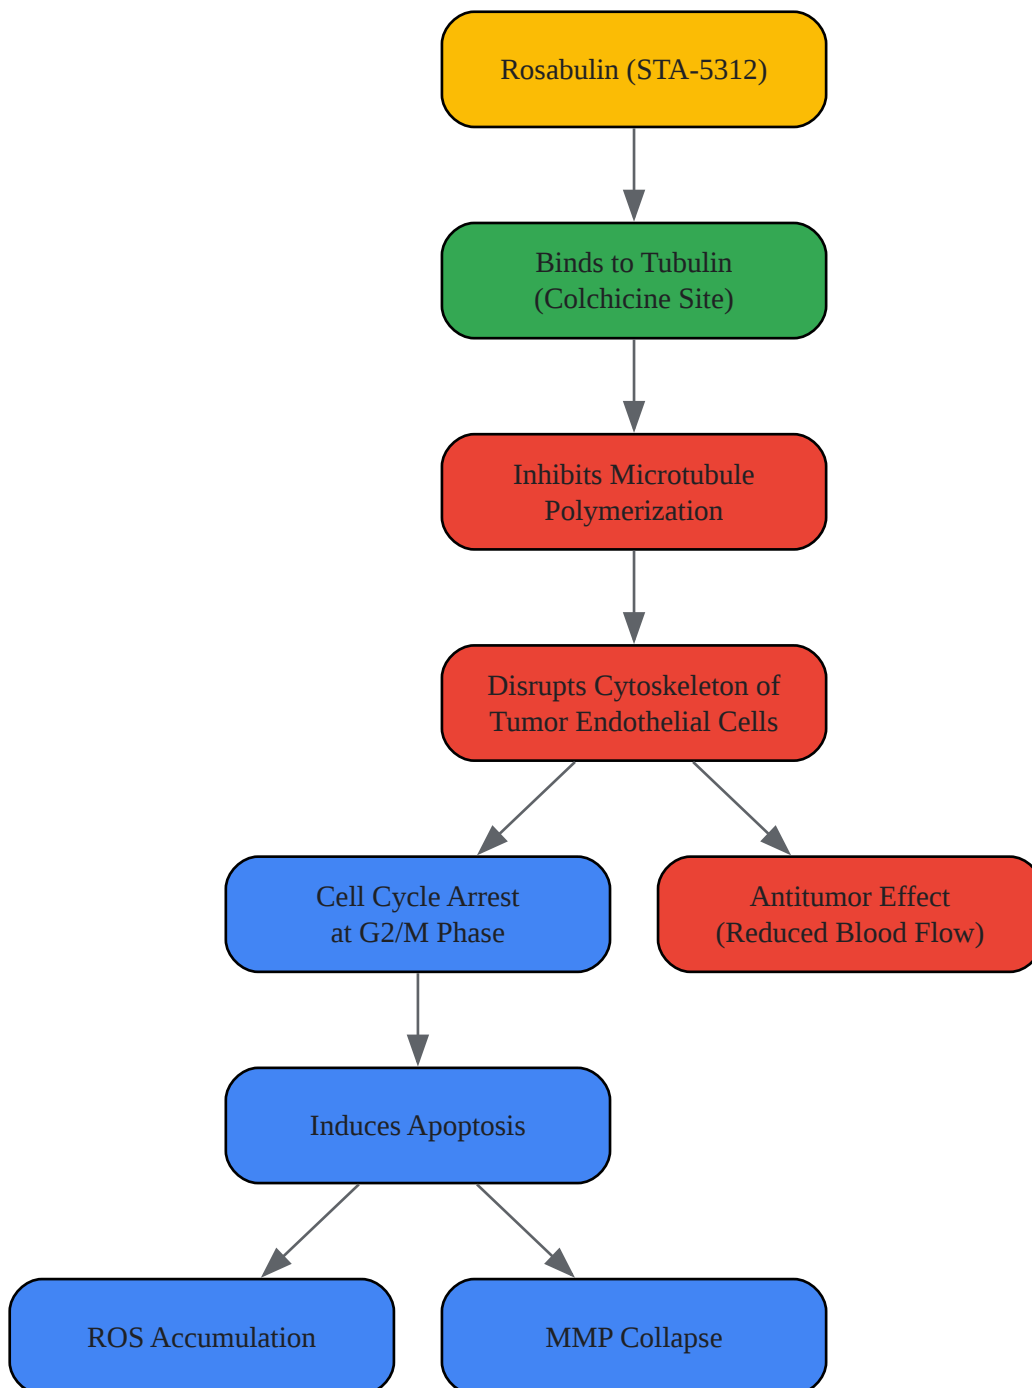 Rosabulin (STA-5312)
Binds to Tubulin
(Colchicine Site)
Inhibits Microtubule
Polymerization
Disrupts Cytoskeleton of
Tumor Endothelial Cells
Cell Cycle Arrest
at G2/M Phase
Antitumor Effect
(Reduced Blood Flow)
Induces Apoptosis
ROS Accumulation
MMP Collapse